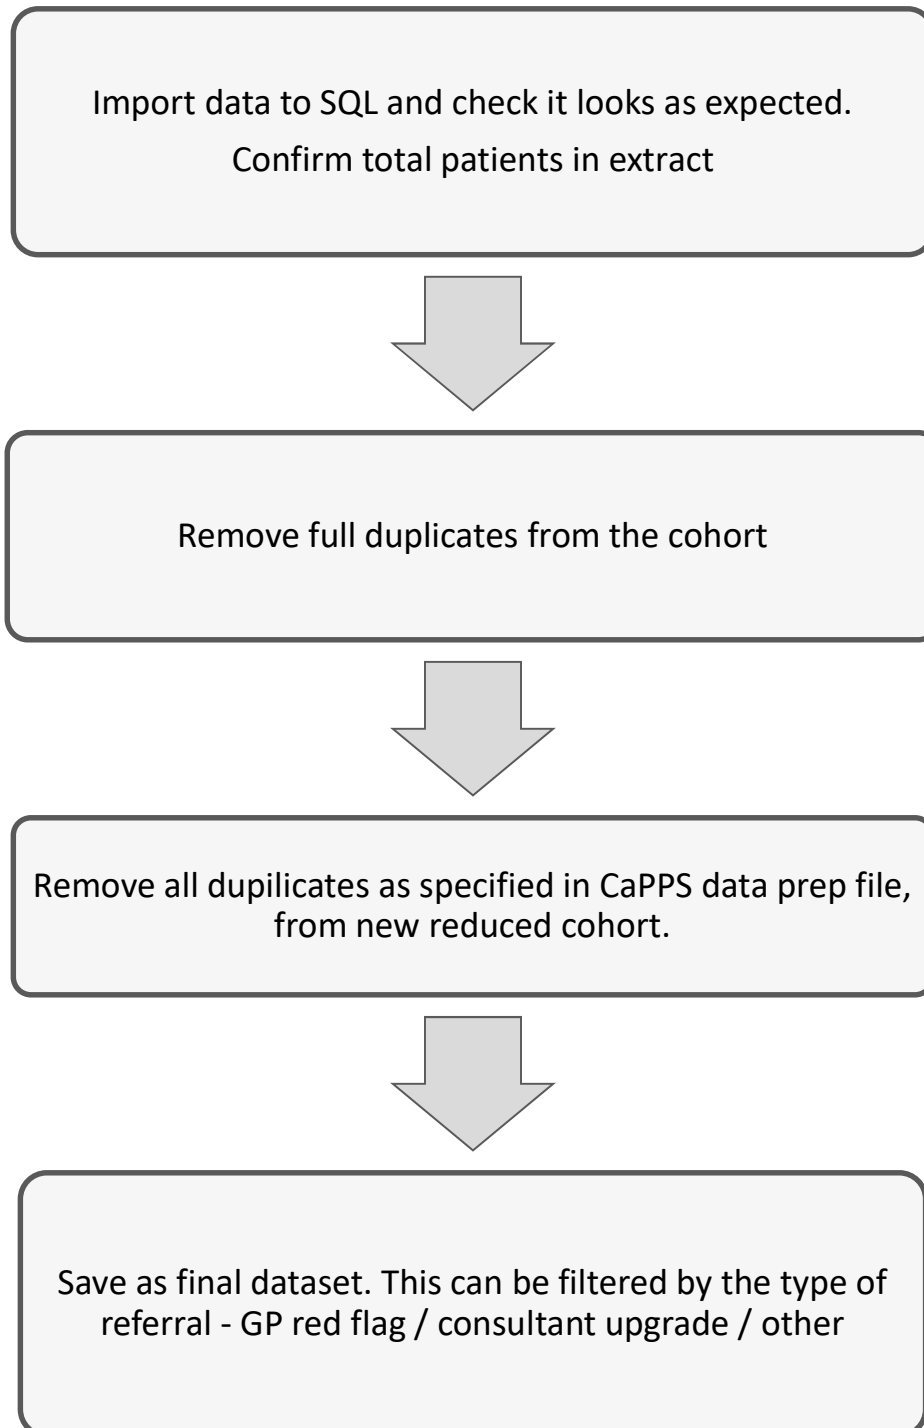 Import data to SQL and check it looks as expected.
Confirm total patients in extract
Remove full duplicates from the cohort
Remove all dupilicates as specified in CaPPS data prep file,
from new reduced cohort.
Save as final dataset. This can be filtered by the type of
referral - GP red flag / consultant upgrade / other